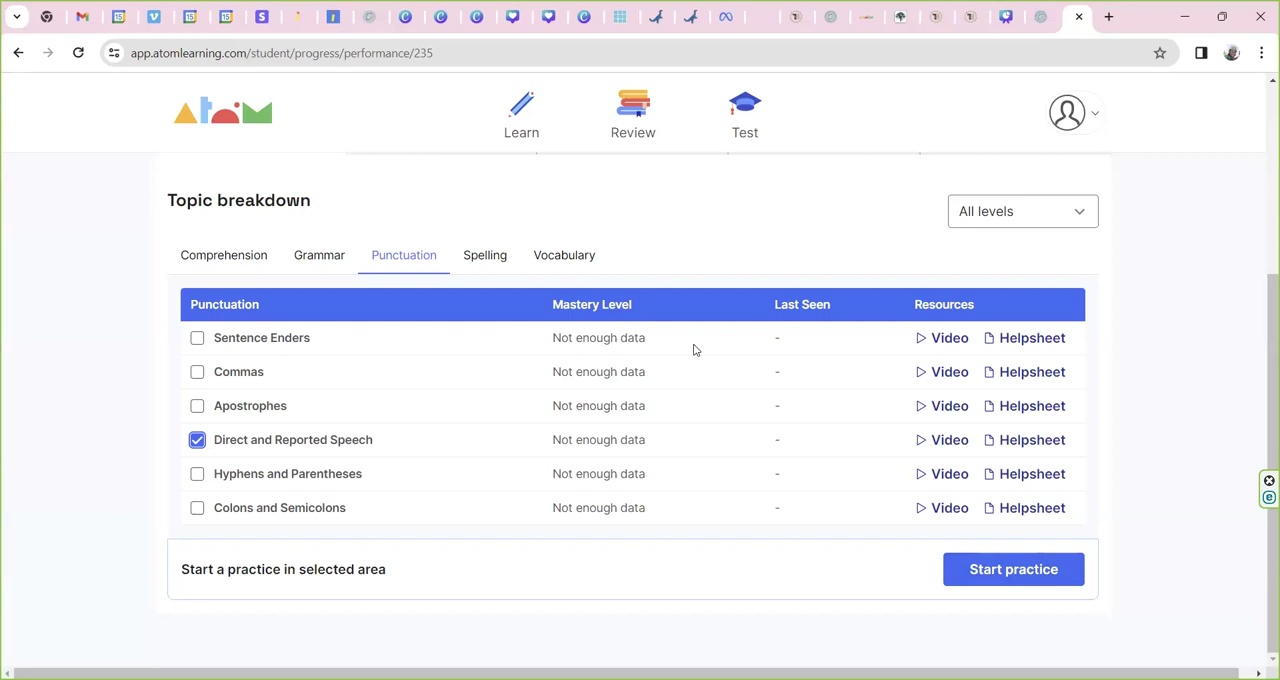 app.atomlearning.com/student/progress/performance/235
AtoM
Learn Review Test
Topic breakdown
All levels
Comprehension Grammar Punctuation Spelling Vocabulary
Punctuation Mastery Level Last Seen Resources
Sentence Enders Not enough data - Video Helpsheet
Commas Not enough data - Video Helpsheet
Apostrophes Not enough data - Video Helpsheet
Direct and Reported Speech Not enough data - Video Helpsheet
Hyphens and Parentheses Not enough data - Video Helpsheet
Colons and Semicolons Not enough data - Video Helpsheet
Start a practice in selected area Start practice